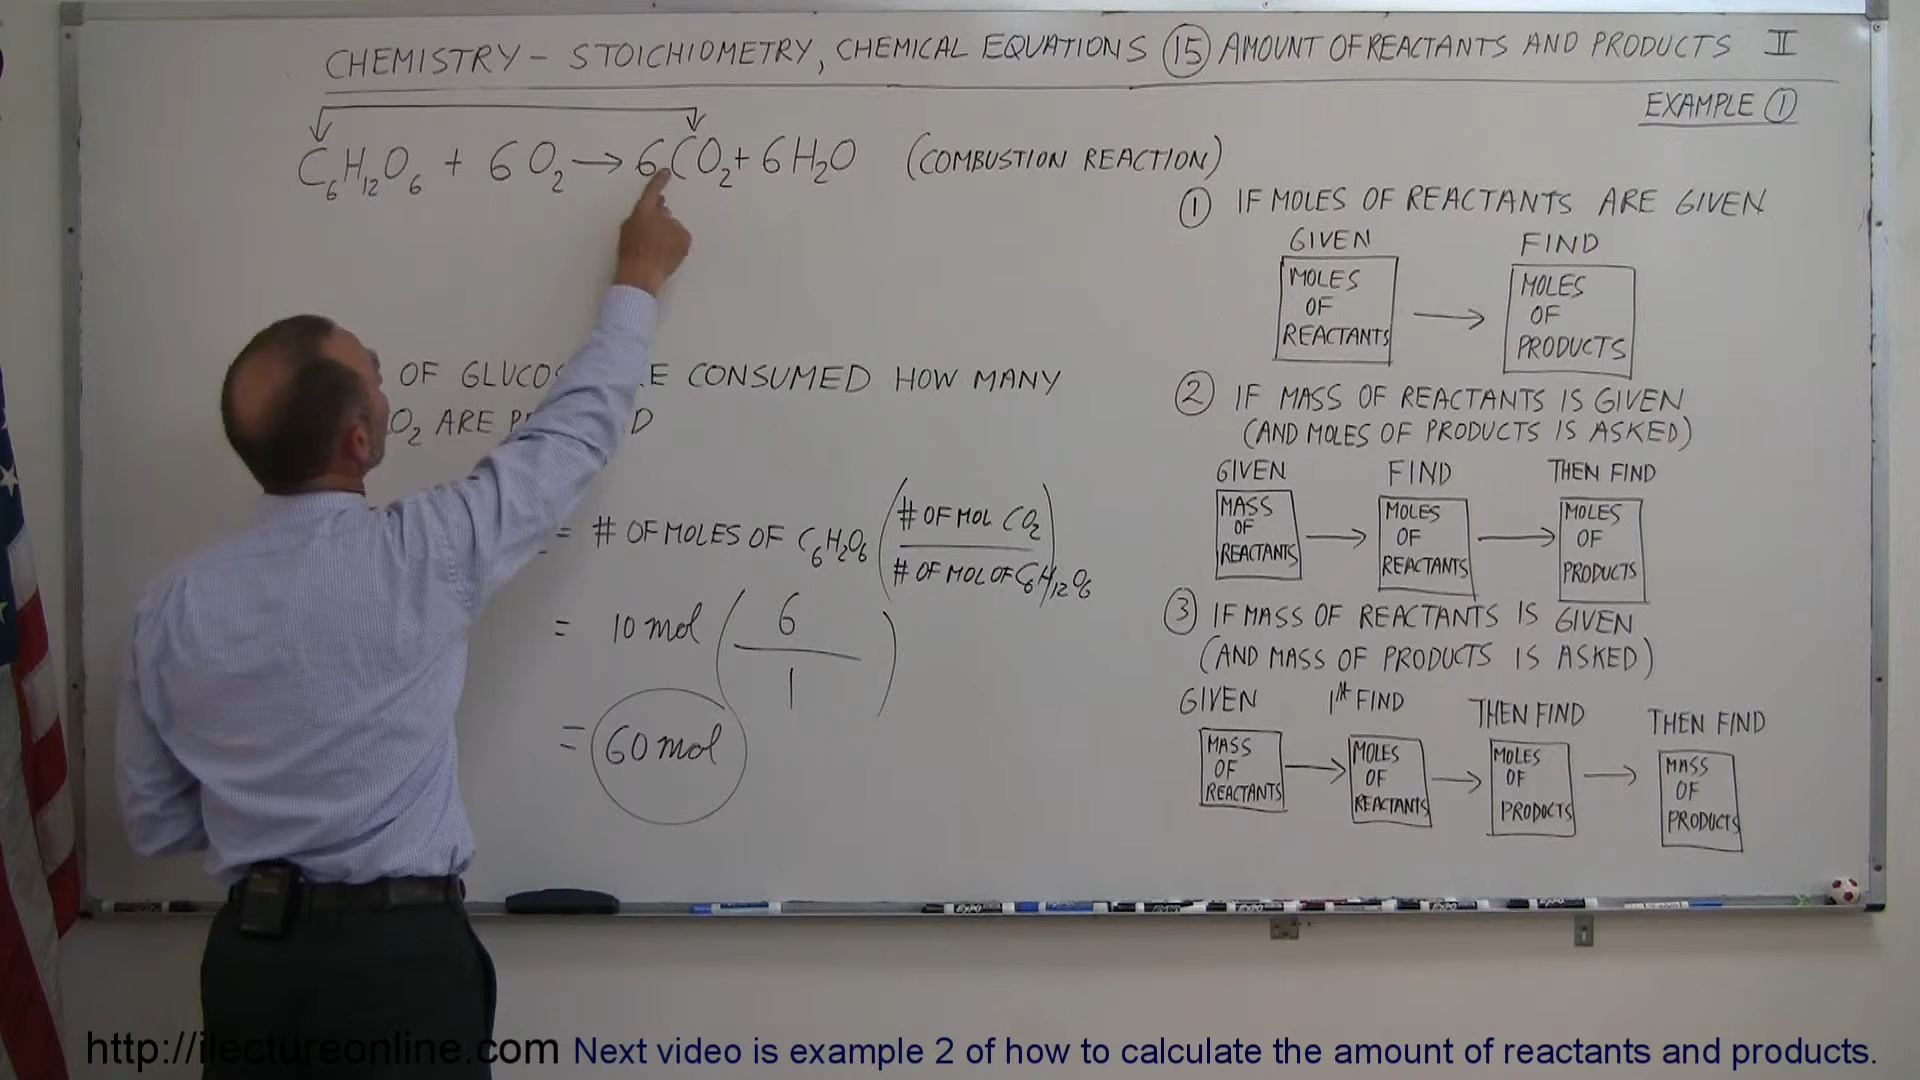 CHEMISTRY – STOICHIOMETRY, CHEMICAL EQUATIONS ⑮ AMOUNT OF REACTANTS AND PRODUCTS II
EXAMPLE ①
C₆H₁₂O₆ + 6 O₂ → 6CO₂ + 6 H₂O (COMBUSTION REACTION)
OF GLUCOS E CONSUMED HOW MANY
O₂ ARE P D
= # OF MOLES OF C₆H₂O₆ (# OF MOL CO₂ / # OF MOL OF C₆H₁₂O₆)
= 10 mol (6 / 1)
= 60 mol
① IF MOLES OF REACTANTS ARE GIVEN
GIVEN FIND
MOLES OF REACTANTS → MOLES OF PRODUCTS
② IF MASS OF REACTANTS IS GIVEN
(AND MOLES OF PRODUCTS IS ASKED)
GIVEN FIND THEN FIND
MASS OF REACTANTS → MOLES OF REACTANTS → MOLES OF PRODUCTS
③ IF MASS OF REACTANTS IS GIVEN
(AND MASS OF PRODUCTS IS ASKED)
GIVEN 1st FIND THEN FIND THEN FIND
MASS OF REACTANTS → MOLES OF REACTANTS → MOLES OF PRODUCTS → MASS OF PRODUCTS
http://ilectureonline.com Next video is example 2 of how to calculate the amount of reactants and products.